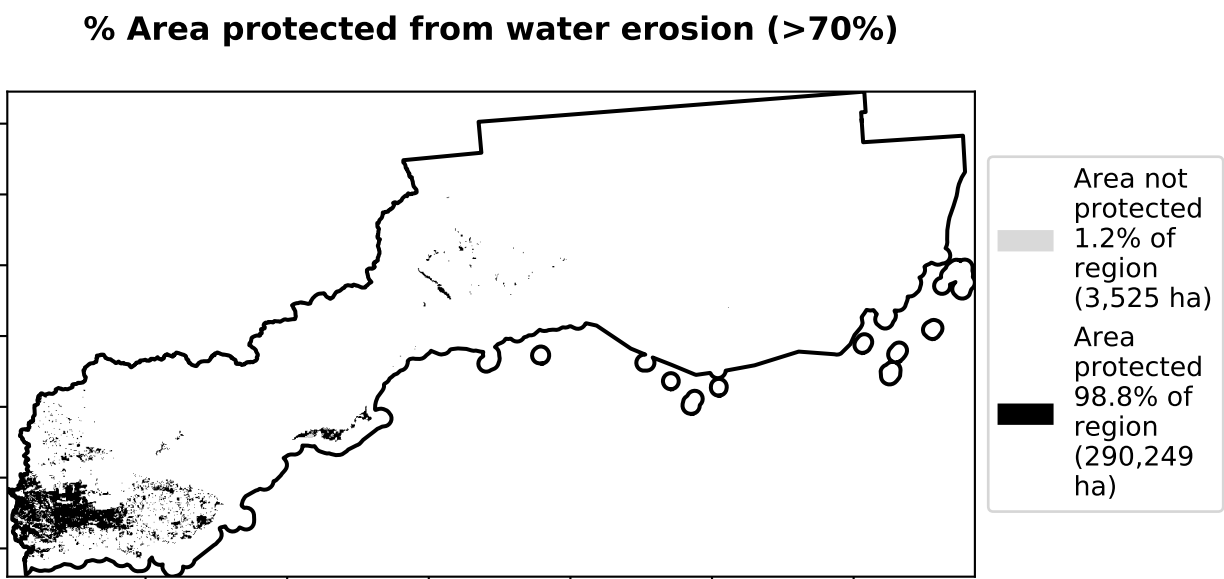 % Area protected from water erosion (>70%)
Area not
protected
1.2% of
region
(3,525 ha)
Area
protected
98.8% of
region
(290,249
ha)